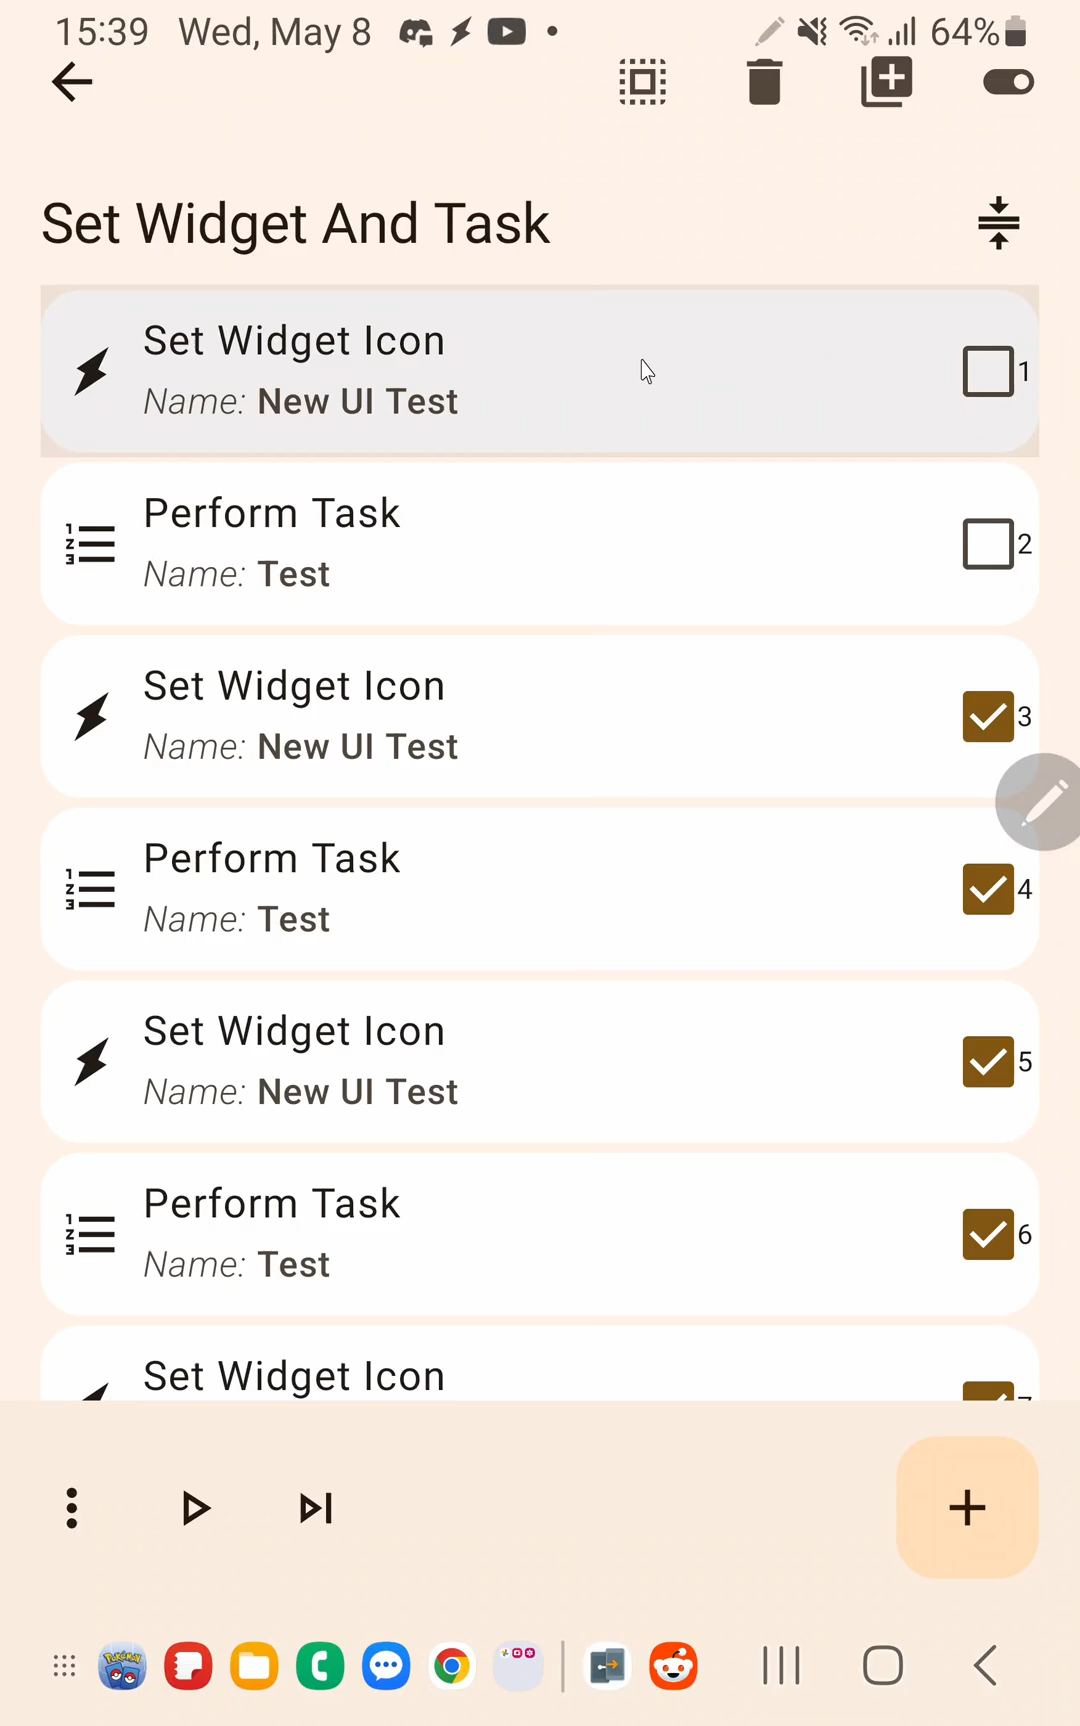 15:39 Wed, May 8 64%
Set Widget And Task
Set Widget Icon
Name: New UI Test
1
Perform Task
Name: Test
2
Set Widget Icon
Name: New UI Test
3
Perform Task
Name: Test
4
Set Widget Icon
Name: New UI Test
5
Perform Task
Name: Test
6
Set Widget Icon